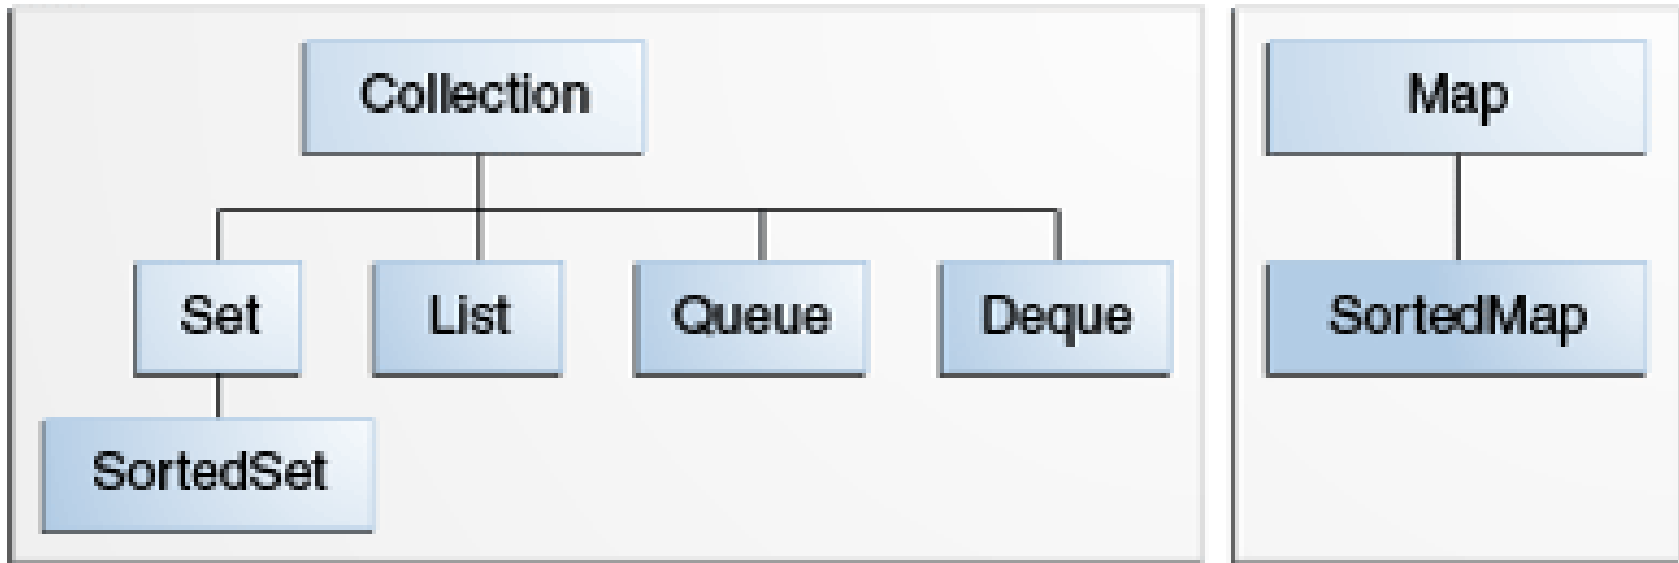 Collection
Map
Set
List
Queue
Deque
SortedMap
SortedSet